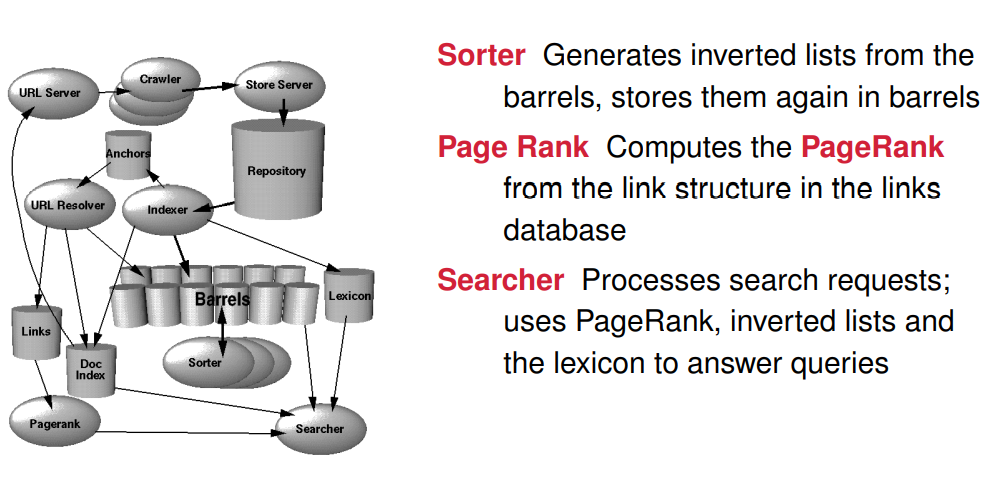 URL Server
Crawler
Store Server
Anchors
Repository
URL Resolver
Indexer
Barrels
Lexicon
Links
Doc
Index
Sorter
Pagerank
Searcher
Sorter Generates inverted lists from the
barrels, stores them again in barrels
Page Rank Computes the PageRank
from the link structure in the links
database
Searcher Processes search requests;
uses PageRank, inverted lists and
the lexicon to answer queries